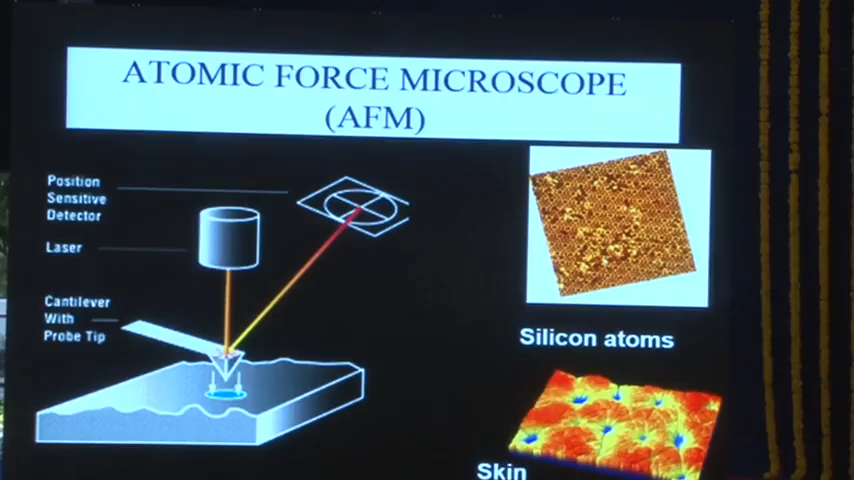 ATOMIC FORCE MICROSCOPE
(AFM)
Position
Sensitive
Detector
Laser
Cantilever
With
Probe Tip
Silicon atoms
Skin